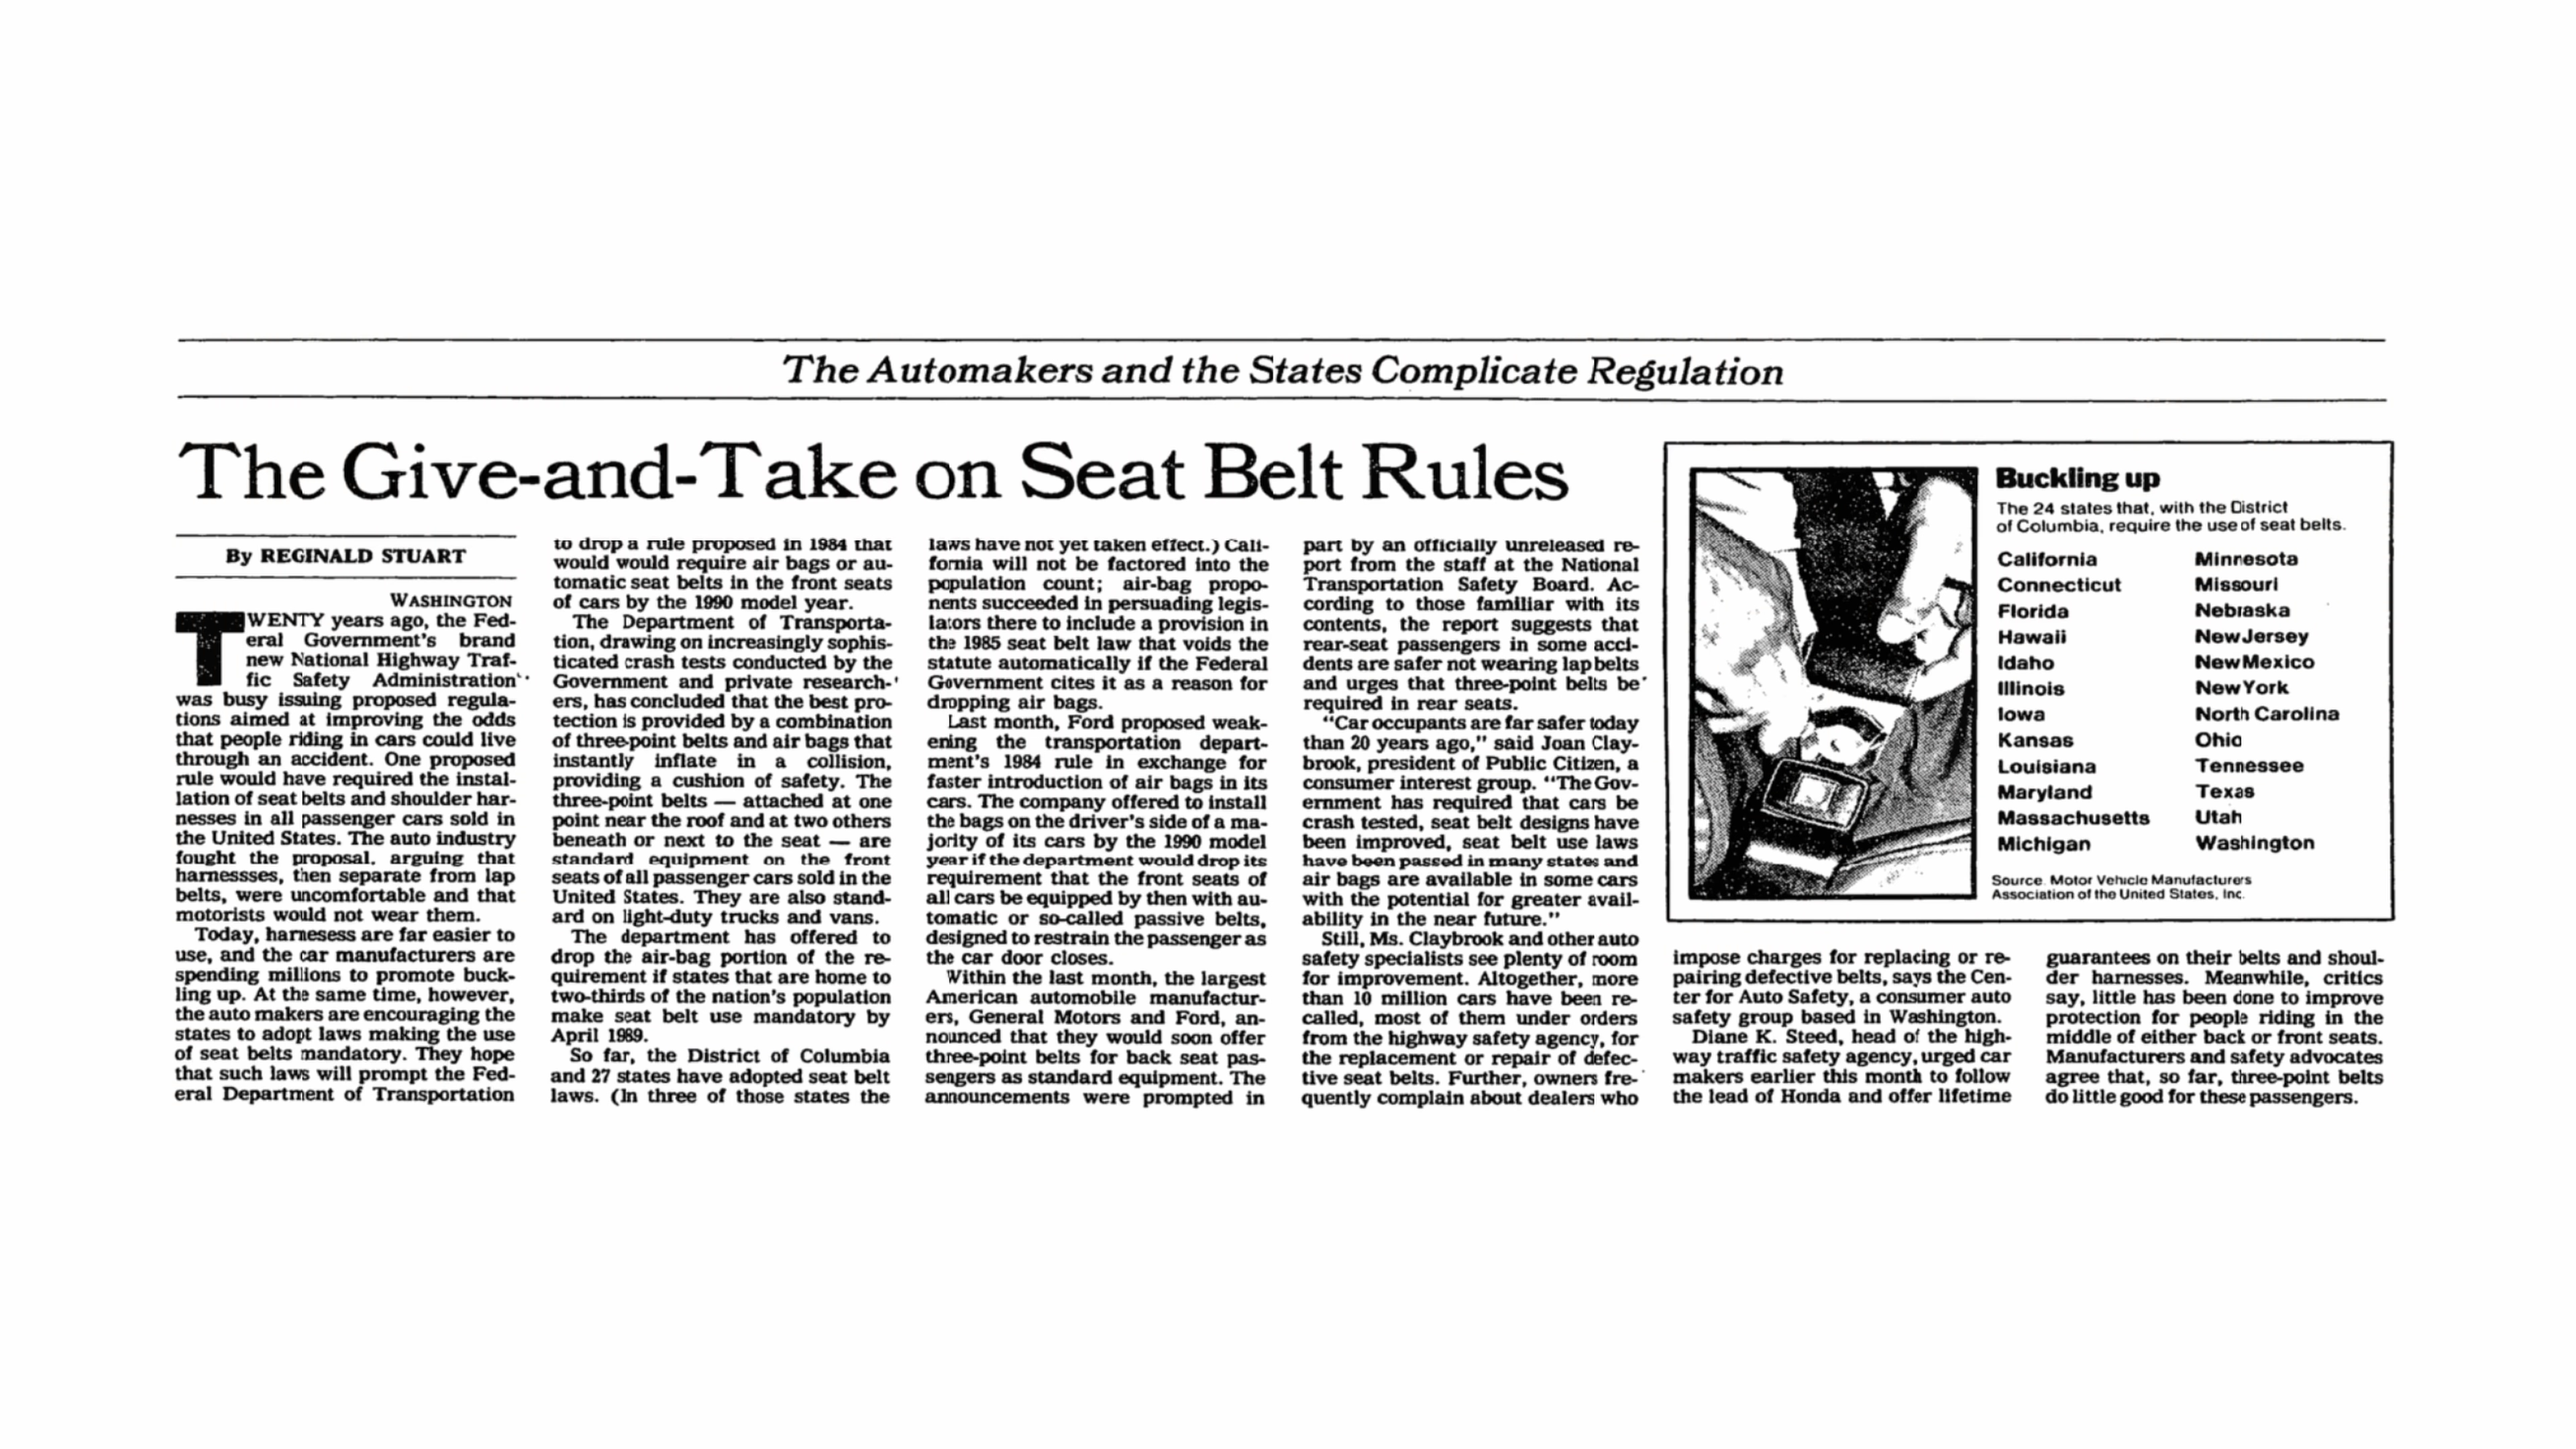 The Automakers and the States Complicate Regulation
The Give-and-Take on Seat Belt Rules
By REGINALD STUART
WASHINGTON
TWENTY years ago, the Fed-
eral Government's brand
new National Highway Traf-
fic Safety Administration
was busy issuing proposed regula-
tions aimed at improving the odds
that people riding in cars could live
through an accident. One proposed
rule would have required the instal-
lation of seat belts and shoulder har-
nesses in all passenger cars sold in
the United States. The auto industry
fought the proposal, arguing that
harnessses, then separate from lap
belts, were uncomfortable and that
motorists would not wear them.
Today, harnesess are far easier to
use, and the car manufacturers are
spending millions to promote buck-
ling up. At the same time, however,
the auto makers are encouraging the
states to adopt laws making the use
of seat belts mandatory. They hope
that such laws will prompt the Fed-
eral Department of Transportation
to drop a rule proposed in 1984 that
would would require air bags or au-
tomatic seat belts in the front seats
of cars by the 1990 model year.
The Department of Transporta-
tion, drawing on increasingly sophis-
ticated crash tests conducted by the
Government and private research-
ers, has concluded that the best pro-
tection is provided by a combination
of three-point belts and air bags that
instantly inflate in a collision,
providing a cushion of safety. The
three-point belts — attached at one
point near the roof and at two others
beneath or next to the seat — are
standard equipment on the front
seats of all passenger cars sold in the
United States. They are also stand-
ard on light-duty trucks and vans.
The department has offered to
drop the air-bag portion of the re-
quirement if states that are home to
two-thirds of the nation's population
make seat belt use mandatory by
April 1989.
So far, the District of Columbia
and 27 states have adopted seat belt
laws. (In three of those states the
laws have not yet taken effect.) Cali-
fornia will not be factored into the
population count; air-bag propo-
nents succeeded in persuading legis-
lators there to include a provision in
the 1985 seat belt law that voids the
statute automatically if the Federal
Government cites it as a reason for
dropping air bags.
Last month, Ford proposed weak-
ening the transportation depart-
ment's 1984 rule in exchange for
faster introduction of air bags in its
cars. The company offered to install
the bags on the driver's side of a ma-
jority of its cars by the 1990 model
year if the department would drop its
requirement that the front seats of
all cars be equipped by then with au-
tomatic or so-called passive belts,
designed to restrain the passenger as
the car door closes.
Within the last month, the largest
American automobile manufactur-
ers, General Motors and Ford, an-
nounced that they would soon offer
three-point belts for back seat pas-
sengers as standard equipment. The
announcements were prompted in
part by an officially unreleased re-
port from the staff at the National
Transportation Safety Board. Ac-
cording to those familiar with its
contents, the report suggests that
rear-seat passengers in some acci-
dents are safer not wearing lap belts
and urges that three-point belts be
required in rear seats.
"Car occupants are far safer today
than 20 years ago," said Joan Clay-
brook, president of Public Citizen, a
consumer interest group. "The Gov-
ernment has required that cars be
crash tested, seat belt designs have
been improved, seat belt use laws
have been passed in many states and
air bags are available in some cars
with the potential for greater avail-
ability in the near future."
Still, Ms. Claybrook and other auto
safety specialists see plenty of room
for improvement. Altogether, more
than 10 million cars have been re-
called, most of them under orders
from the highway safety agency, for
the replacement or repair of defec-
tive seat belts. Further, owners fre-
quently complain about dealers who
impose charges for replacing or re-
pairing defective belts, says the Cen-
ter for Auto Safety, a consumer auto
safety group based in Washington.
Diane K. Steed, head of the high-
way traffic safety agency, urged car
makers earlier this month to follow
the lead of Honda and offer lifetime
guarantees on their belts and shoul-
der harnesses. Meanwhile, critics
say, little has been done to improve
protection for people riding in the
middle of either back or front seats.
Manufacturers and safety advocates
agree that, so far, three-point belts
do little good for these passengers.
Buckling up
The 24 states that, with the District
of Columbia, require the use of seat belts.
California
Connecticut
Florida
Hawaii
Idaho
Illinois
Iowa
Kansas
Louisiana
Maryland
Massachusetts
Michigan
Minnesota
Missouri
Nebraska
New Jersey
New Mexico
New York
North Carolina
Ohio
Tennessee
Texas
Utah
Washington
Source. Motor Vehicle Manufacturers
Association of the United States, Inc.